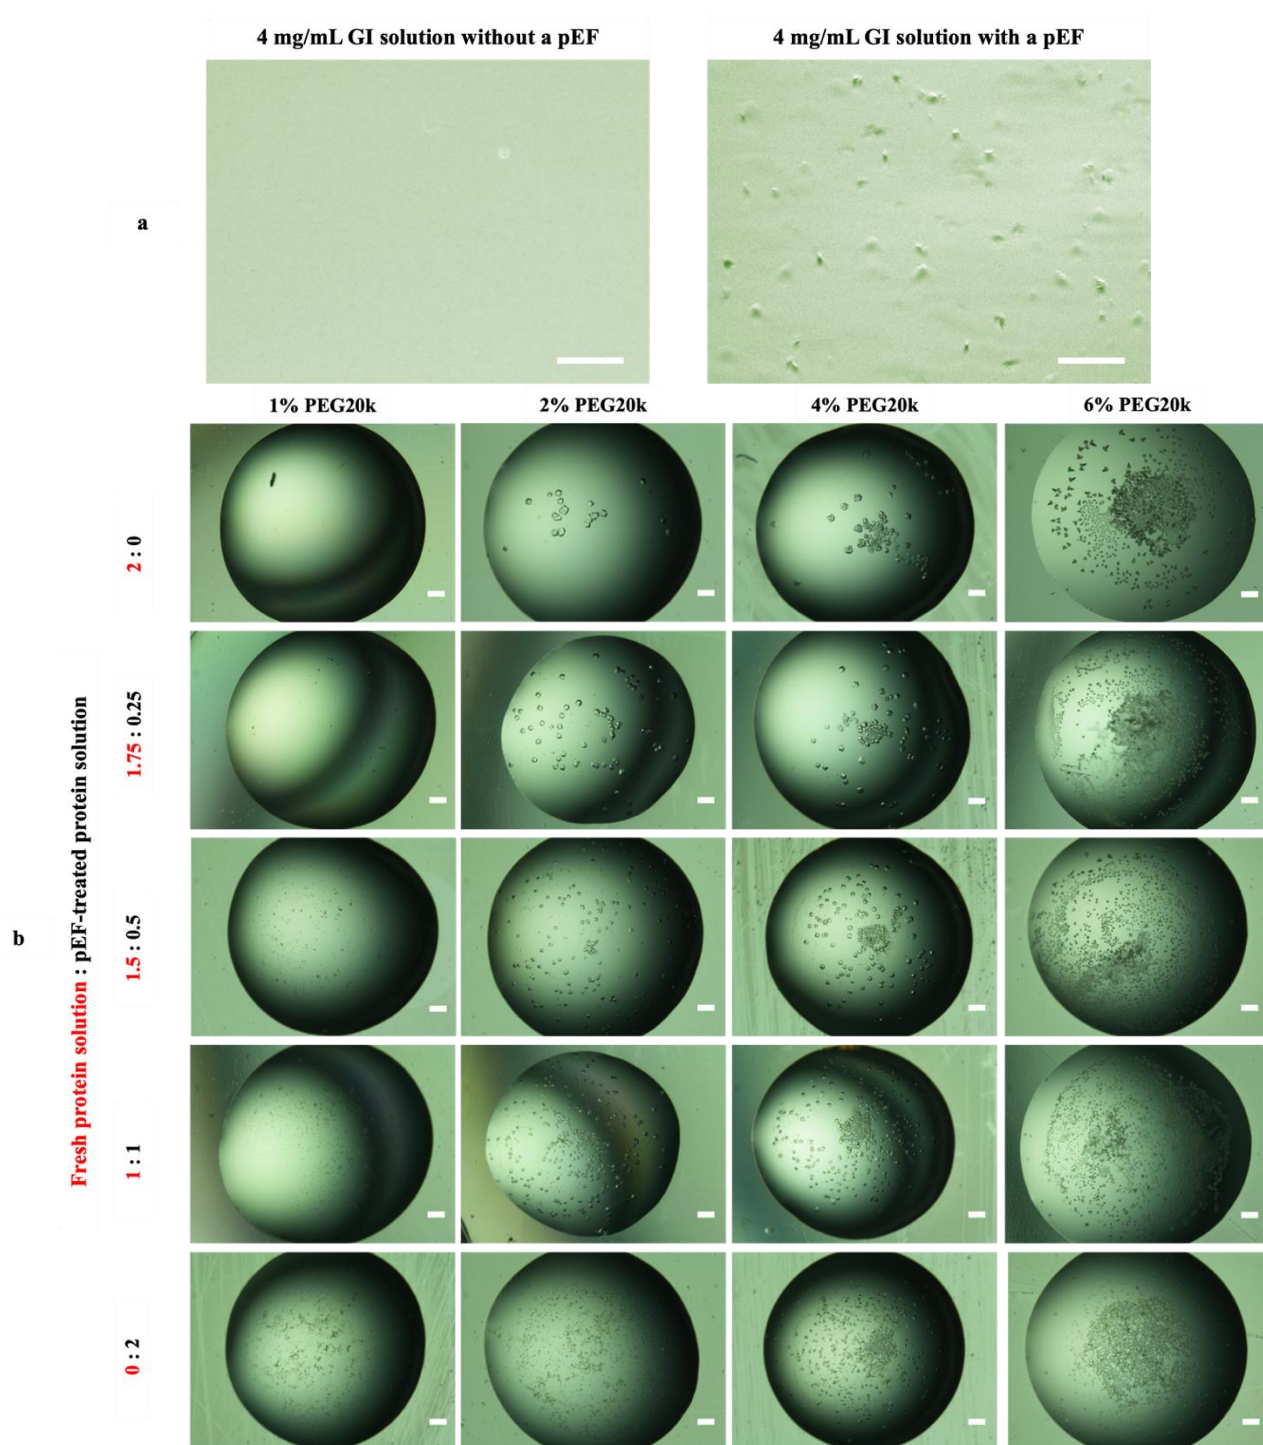 4 mg/mL GI solution without a pEF
4 mg/mL GI solution with a pEF
a
1% PEG20k
2% PEG20k
4% PEG20k
6% PEG20k
b
Fresh protein solution : pEF-treated protein solution
2 : 0
1.75 : 0.25
1.5 : 0.5
1 : 1
0 : 2